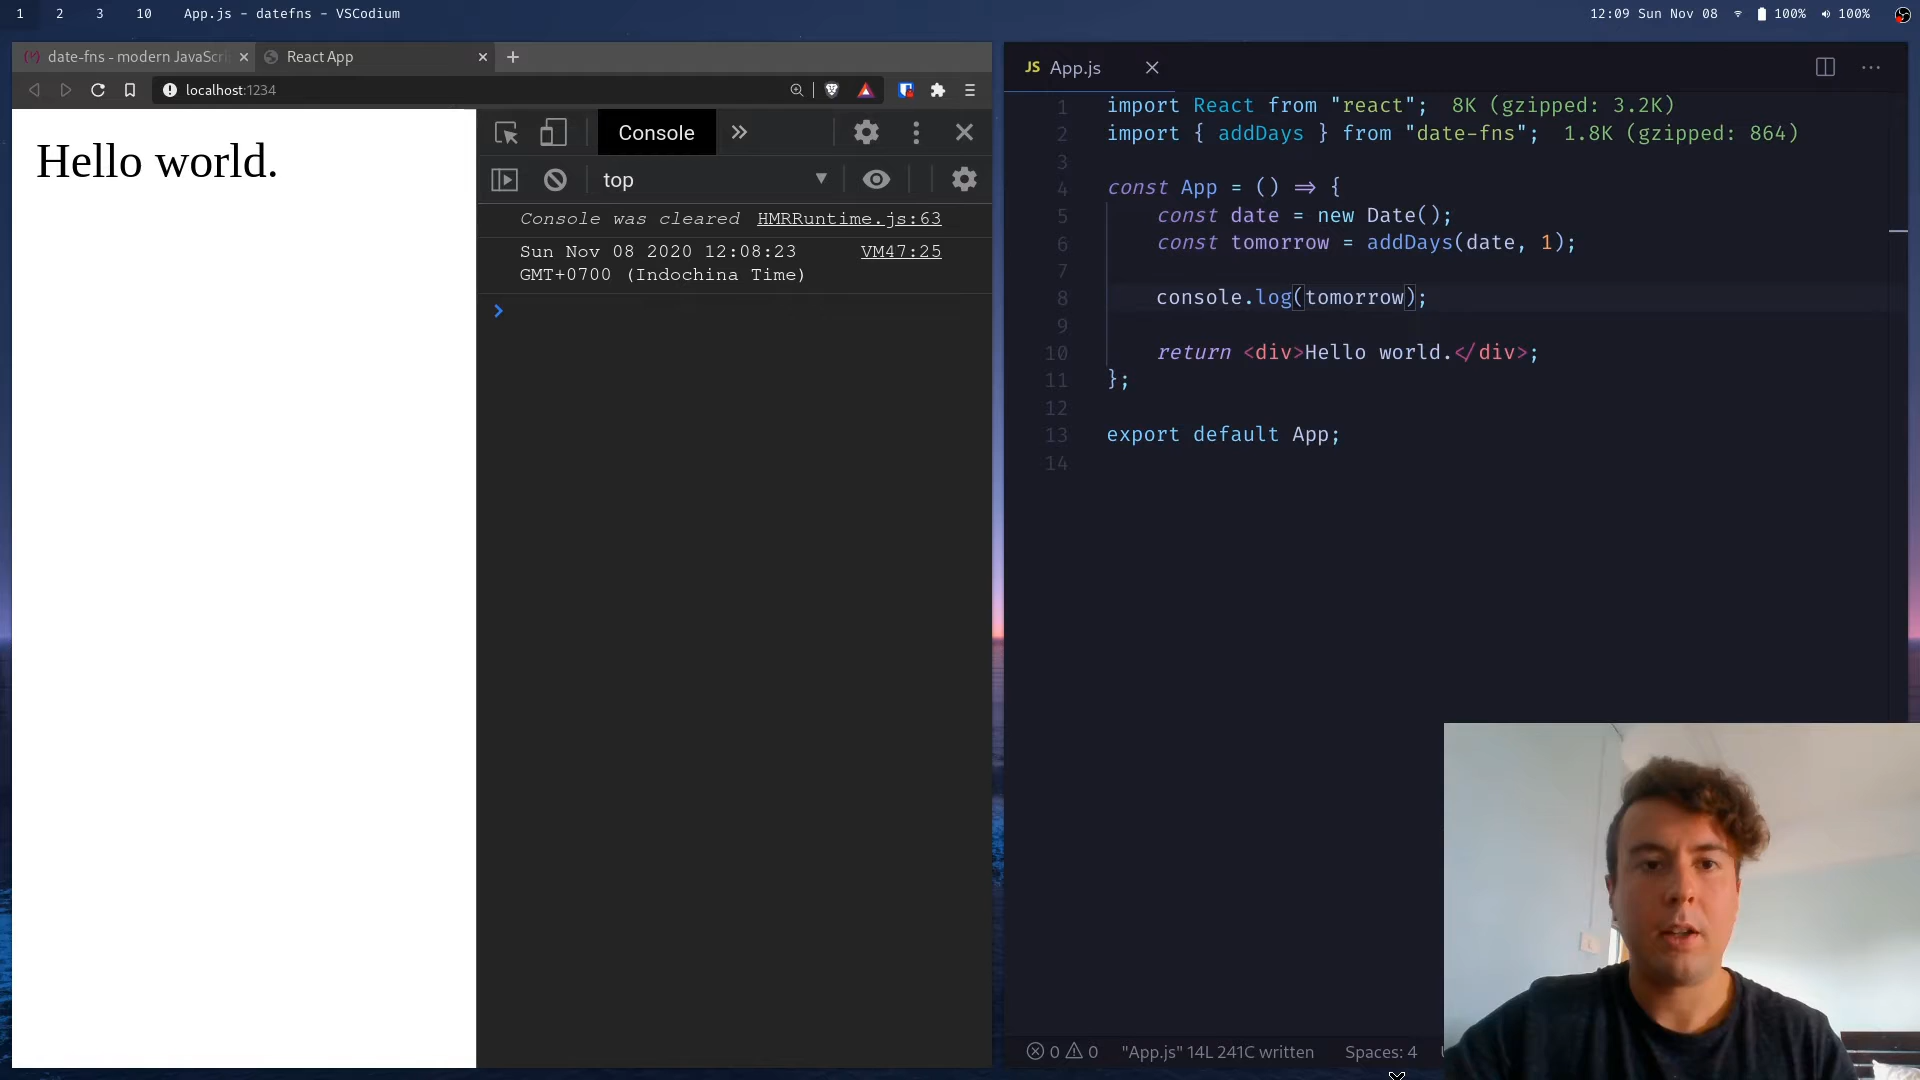 1 2 3 10 App.js - datefns - VSCodium 12:09 Sun Nov 08 100% 100%
date-fns - modern JavaScri
React App
localhost:1234
Hello world.
Console
top
Console was cleared HMRRuntime.js:63
Sun Nov 08 2020 12:08:23 VM47:25
GMT+0700 (Indochina Time)
JS App.js
1 import React from "react"; 8K (gzipped: 3.2K)
2 import { addDays } from "date-fns"; 1.8K (gzipped: 864)
3
4 const App = () => {
5 const date = new Date();
6 const tomorrow = addDays(date, 1);
7
8 console.log(tomorrow);
9
10 return <div>Hello world.</div>;
11 };
12
13 export default App;
14
0 0 "App.js" 14L 241C written Spaces: 4